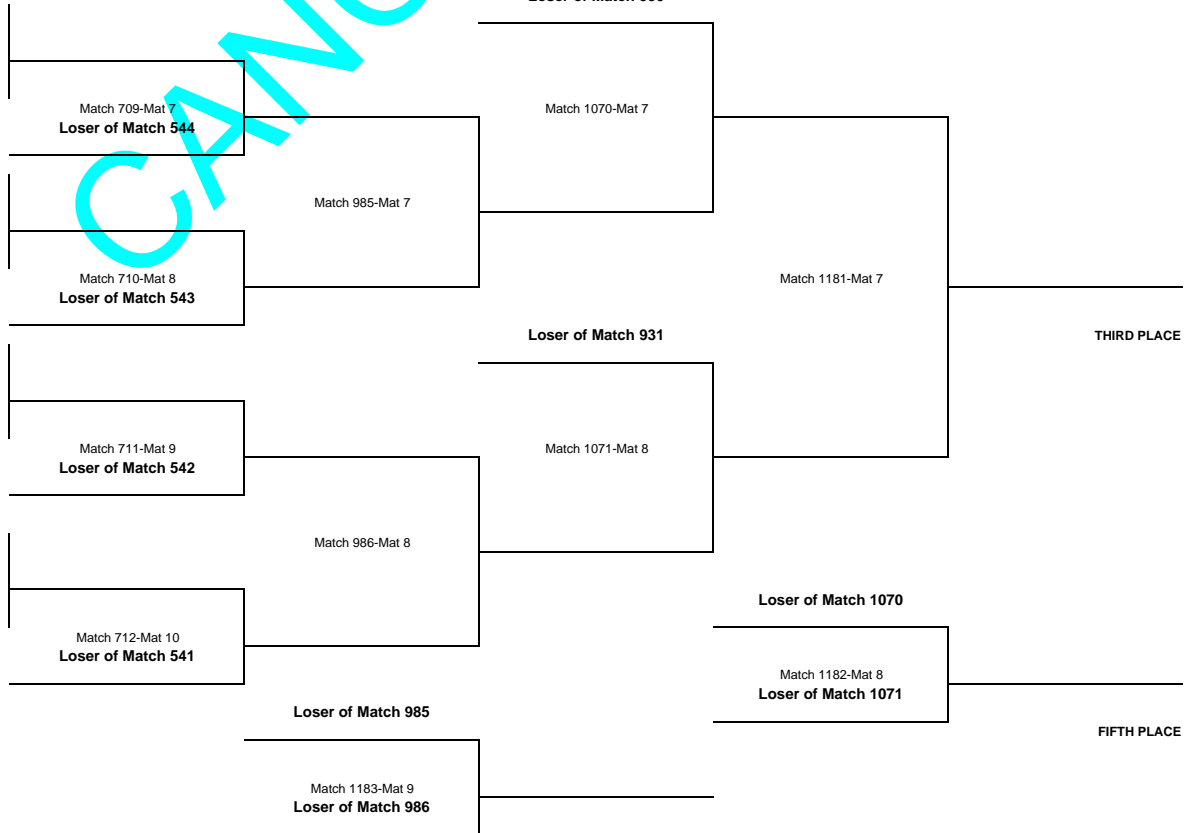 Match 709-Mat 7
Loser of Match 544
Match 1070-Mat 7
Match 985-Mat 7
Match 710-Mat 8
Loser of Match 543
Match 1181-Mat 7
Loser of Match 931
THIRD PLACE
Match 711-Mat 9
Loser of Match 542
Match 1071-Mat 8
Match 986-Mat 8
Loser of Match 1070
Match 712-Mat 10
Loser of Match 541
Match 1182-Mat 8
Loser of Match 1071
Loser of Match 985
FIFTH PLACE
Match 1183-Mat 9
Loser of Match 986